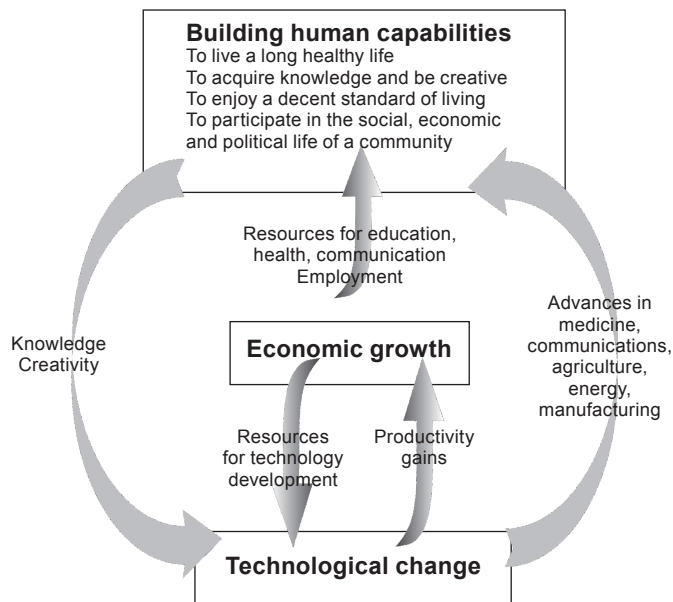 Building human capabilities
To live a long healthy life
To acquire knowledge and be creative
To enjoy a decent standard of living
To participate in the social, economic
and political life of a community
Resources for education,
health, communication
Employment
Knowledge
Creativity
Advances in
medicine,
communications,
agriculture,
energy,
manufacturing
Economic growth
Resources
for technology
development
Productivity
gains
Technological change